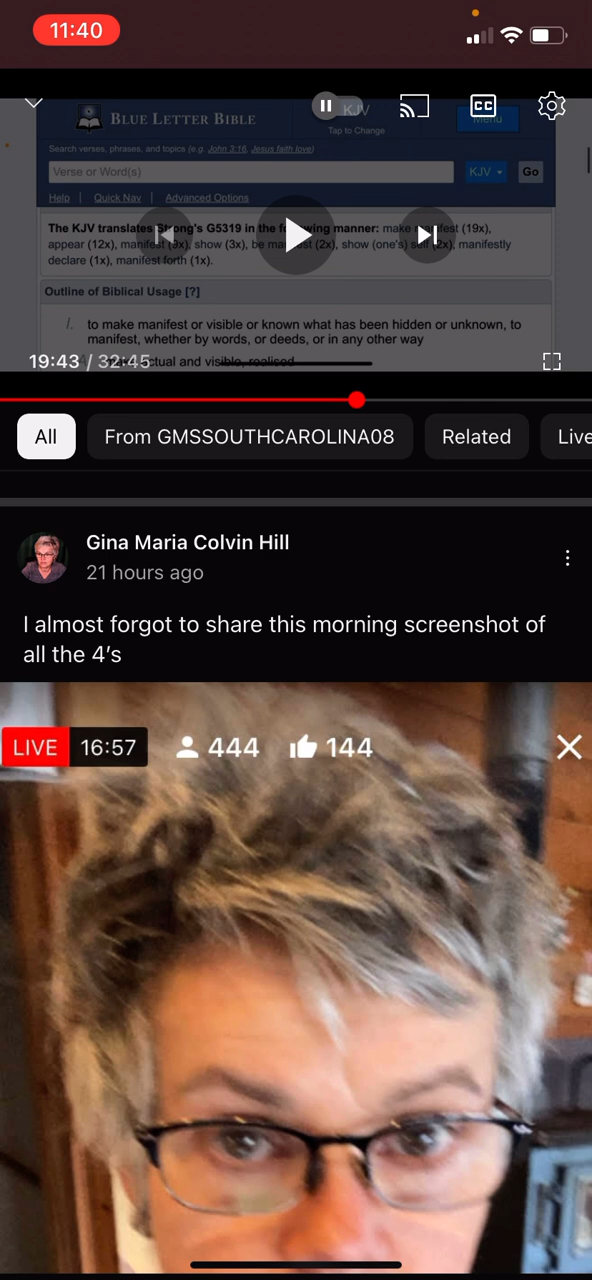 11:40
KJV
Tap to Change
CC
BLUE LETTER BIBLE
Menu
Search verses, phrases, and topics (e.g. John 3:16, Jesus faith love)
Verse or Word(s)
KJV
Go
Help | Quick Nav | Advanced Options
The KJV translates Strong's G5319 in the following manner: make manifest (19x),
appear (12x), manifest (9x), show (3x), be manifest (2x), show (one's) self (2x), manifestly
declare (1x), manifest forth (1x).
Outline of Biblical Usage [?]
I. to make manifest or visible or known what has been hidden or unknown, to
manifest, whether by words, or deeds, or in any other way
actual and visible, realised
19:43 / 32:45
All
From GMSSOUTHCAROLINA08
Related
Live
Gina Maria Colvin Hill
21 hours ago
I almost forgot to share this morning screenshot of
all the 4's
LIVE 16:57 444 144